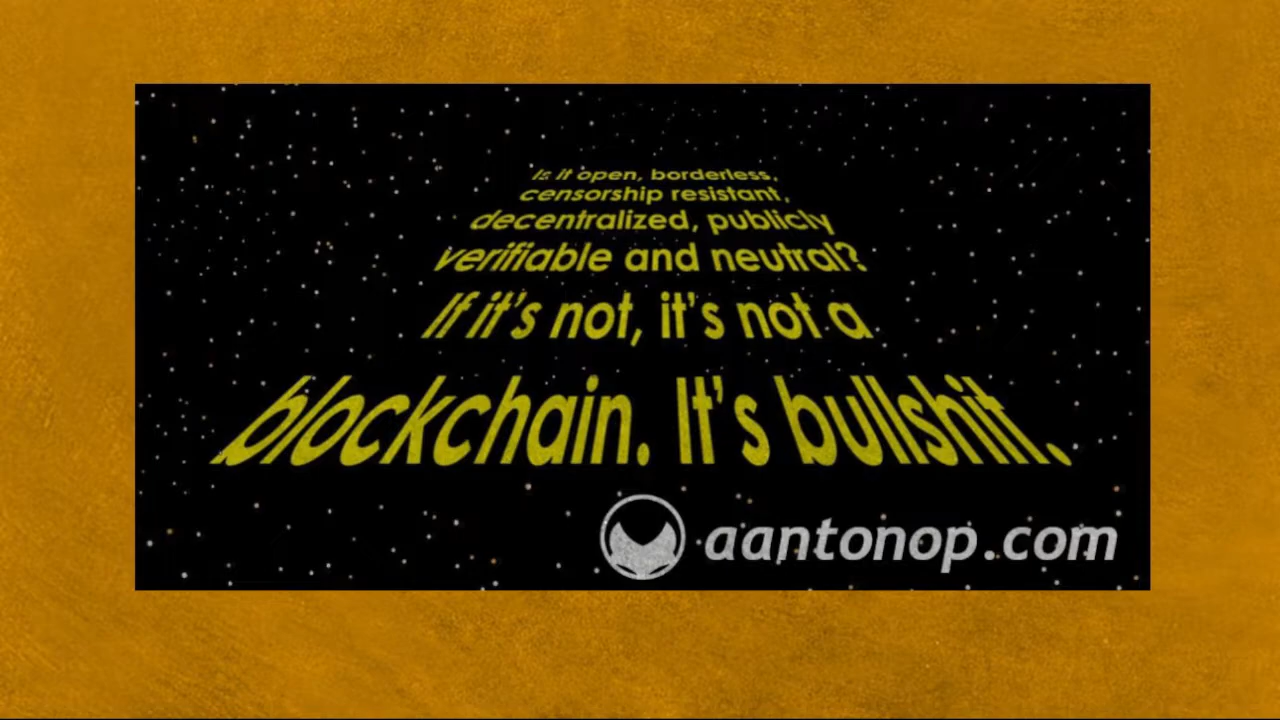 Is it open, borderless,
censorship resistant,
decentralized, publicly
verifiable and neutral?
If it's not, it's not a
blockchain. It's bullshit.
aantonop.com